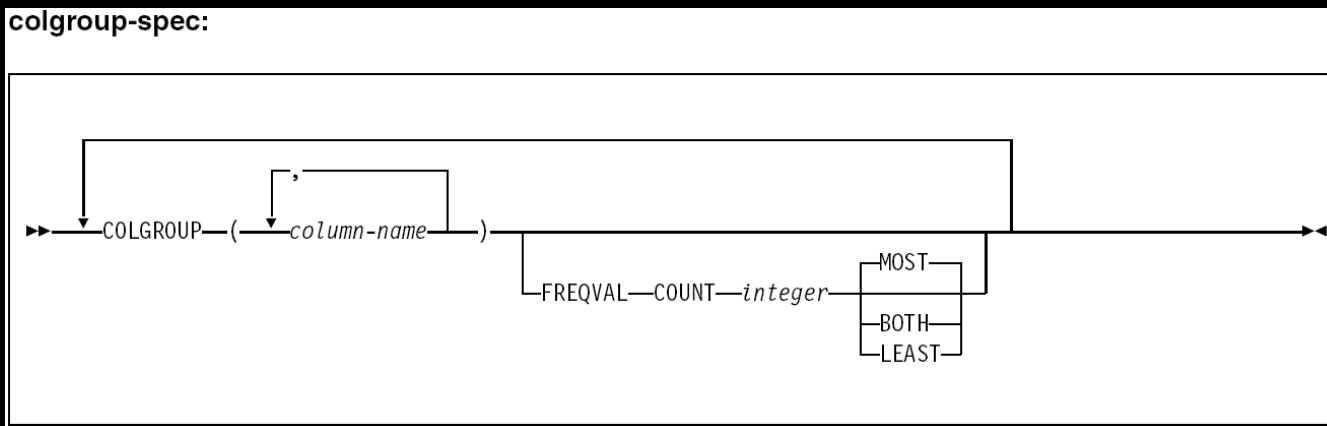 colgroup-spec:
,
COLGROUP ( column-name )
MOST
FREQVAL COUNT integer
BOTH
LEAST